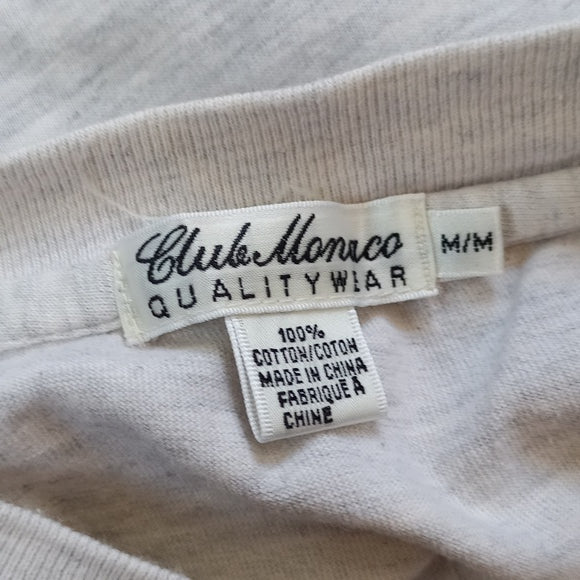 Club Monaco
QUALITYWEAR
M/M
100%
COTTON/COTON
MADE IN CHINA
FABRIQUÉ A
CHINE